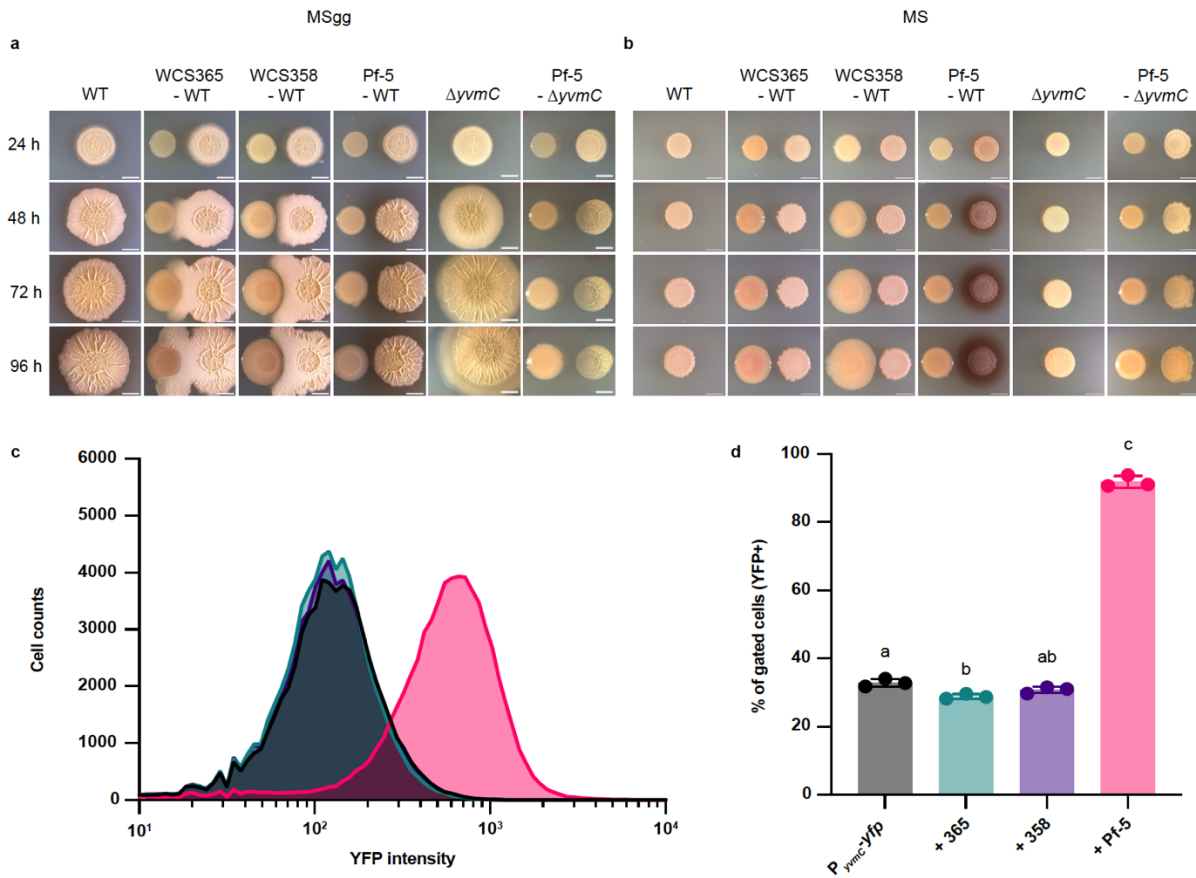 MSgg MS
a b
WT WCS365 - WT WCS358 - WT Pf-5 - WT ΔyvmC Pf-5 - ΔyvmC
WT WCS365 - WT WCS358 - WT Pf-5 - WT ΔyvmC Pf-5 - ΔyvmC
24 h
48 h
72 h
96 h
c
6000
5000
4000
3000
2000
1000
0
Cell counts
10¹ 10² 10³ 10⁴
YFP intensity
d
100
80
60
40
20
0
% of gated cells (YFP+)
a b ab c
P yvmC-yfp
+ 365
+ 358
+ Pf-5